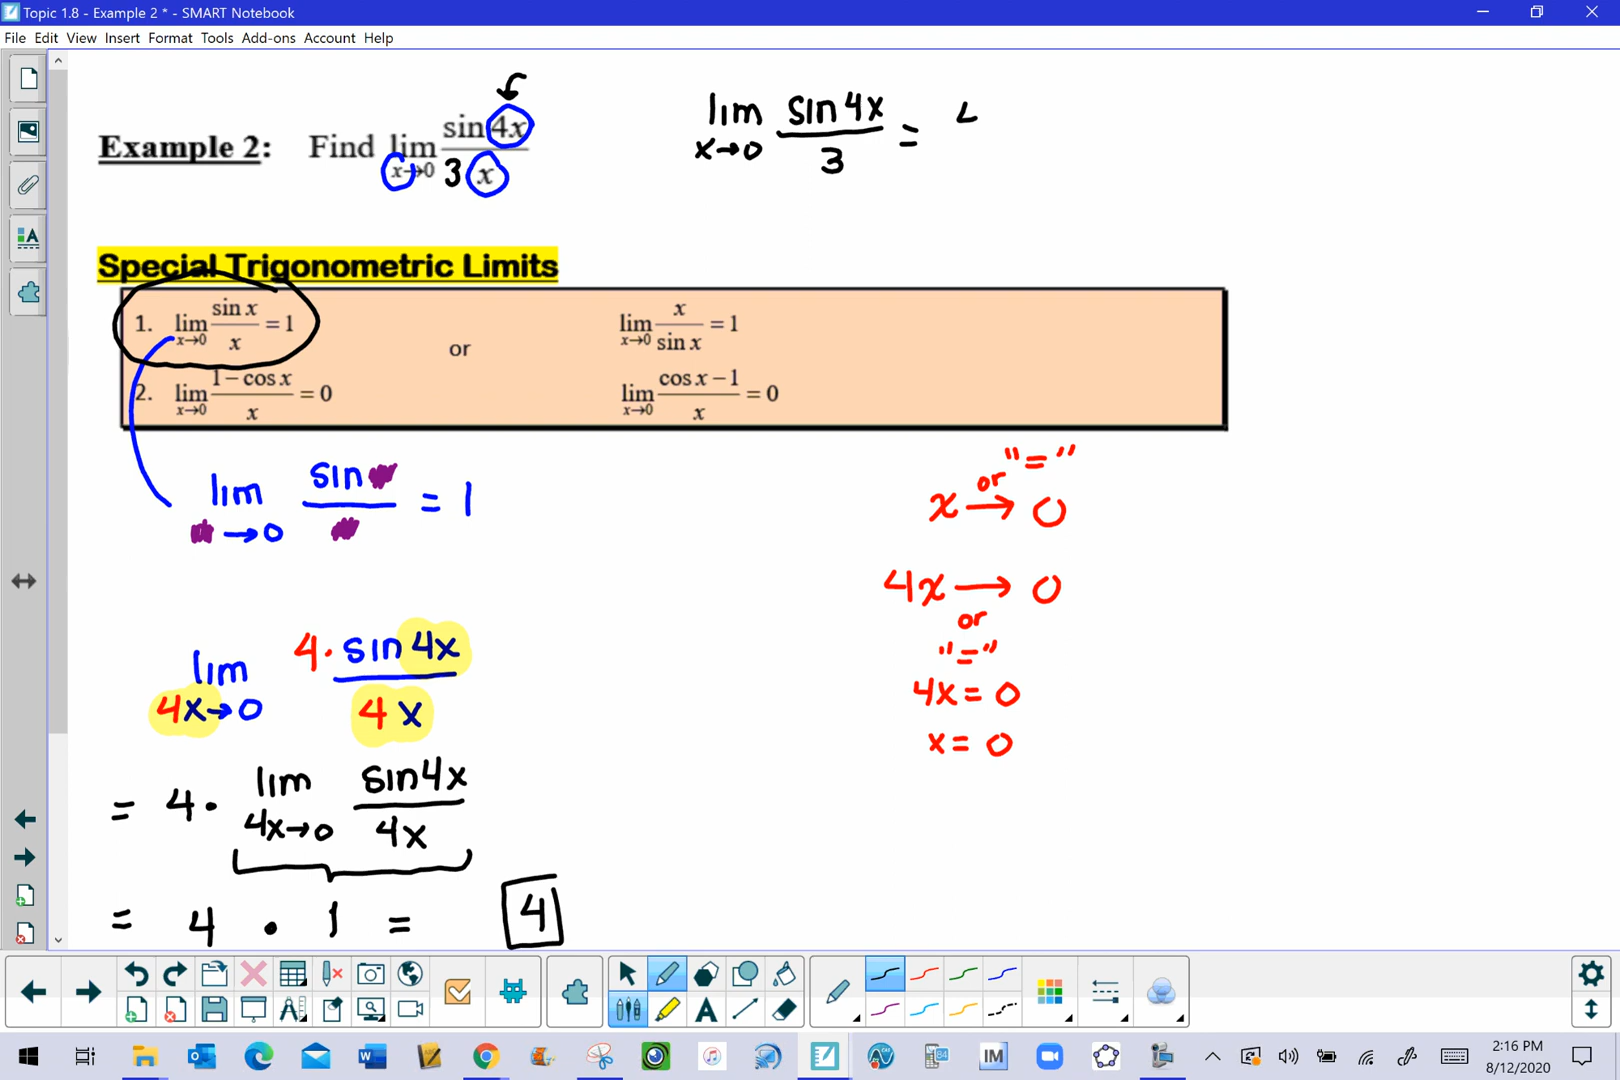 Topic 1.8 - Example 2 * - SMART Notebook
File Edit View Insert Format Tools Add-ons Account Help
Example 2: Find lim x→0 sin 4x / 3x
lim x→0 sin 4x / 3 = 4
Special Trigonometric Limits
1. lim x→0 sin x / x = 1 or lim x→0 x / sin x = 1
2. lim x→0 1 − cos x / x = 0 lim x→0 cos x − 1 / x = 0
lim →0 sin / = 1
or "="
x → 0
4x → 0
or
"="
4x = 0
x = 0
lim 4x→0 4 · sin 4x / 4x
= 4 · lim 4x→0 sin 4x / 4x
= 4 · 1 = 4
A
A
84
IM
2:16 PM
8/12/2020